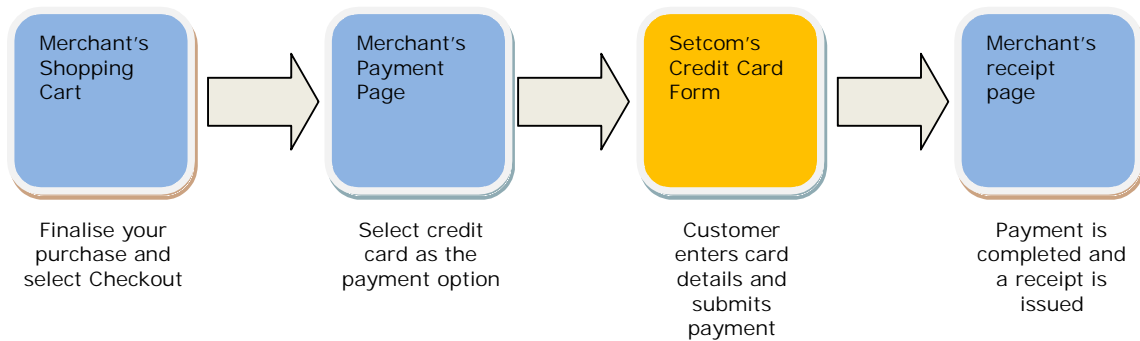 Merchant's
Shopping
Cart
Merchant's
Payment
Page
Setcom's
Credit Card
Form
Merchant's
receipt
page
Finalise your
purchase and
select Checkout
Select credit
card as the
payment option
Customer
enters card
details and
submits
payment
Payment is
completed and
a receipt is
issued